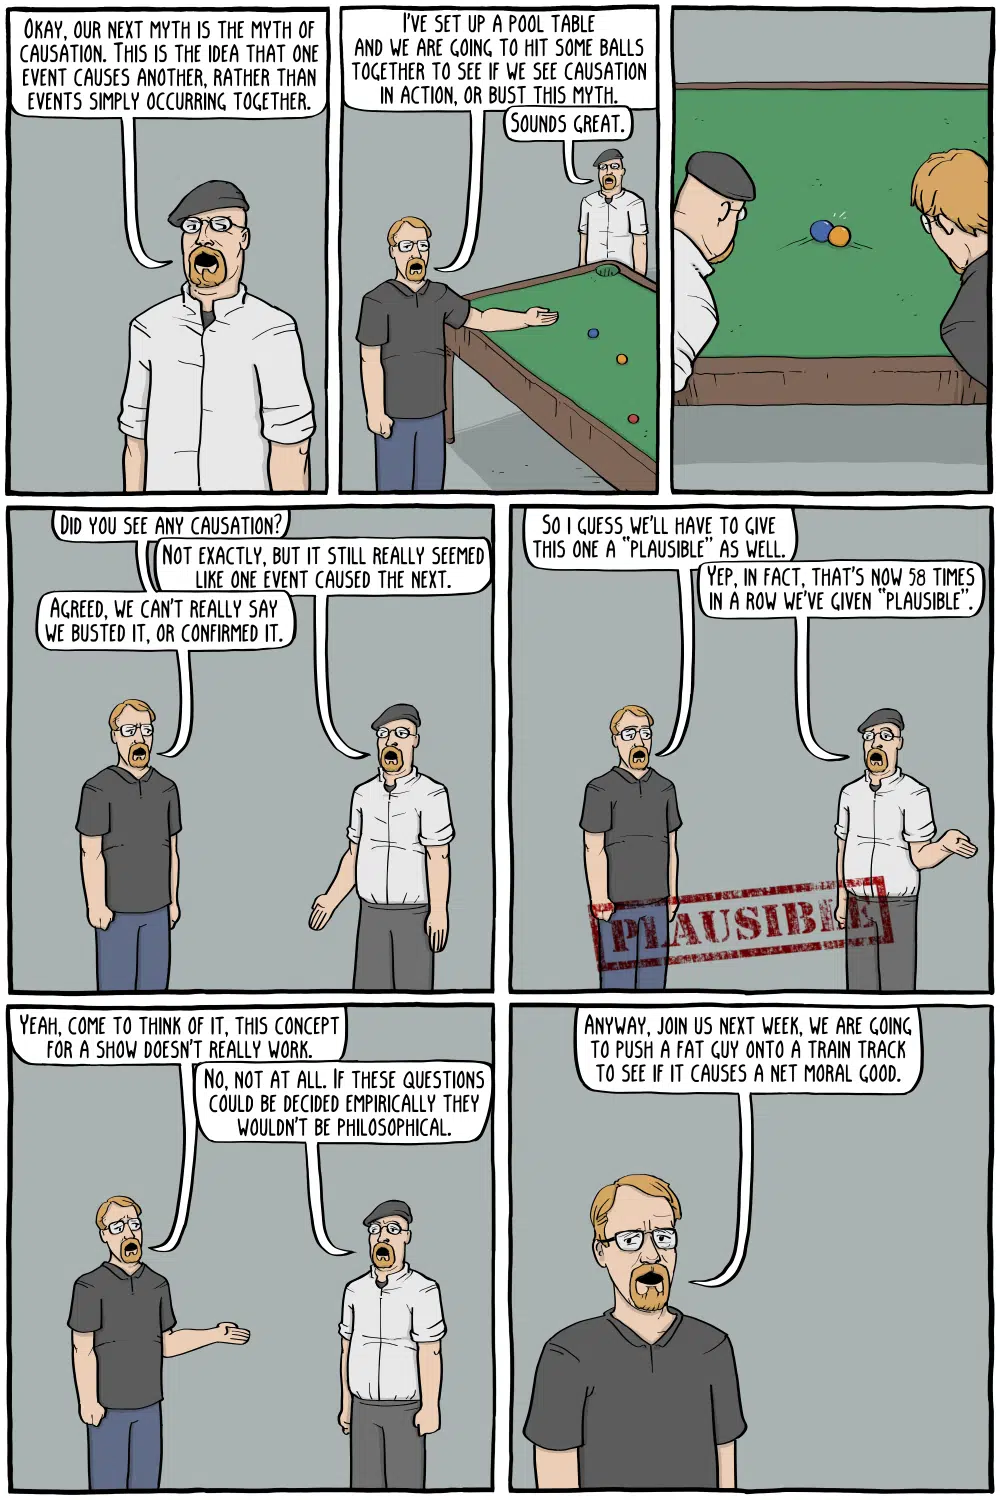 Okay, our next myth is the myth of
causation. This is the idea that one
event causes another, rather than
events simply occurring together.
I've set up a pool table
and we are going to hit some balls
together to see if we see causation
in action, or bust this myth.
Sounds great.
Did you see any causation?
Not exactly, but it still really seemed
like one event caused the next.
Agreed, we can't really say
we busted it, or confirmed it.
So I guess we'll have to give
this one a "plausible" as well.
Yep, in fact, that's now 58 times
in a row we've given "plausible".
PLAUSIBLE
Yeah, come to think of it, this concept
for a show doesn't really work.
No, not at all. If these questions
could be decided empirically they
wouldn't be philosophical.
Anyway, join us next week, we are going
to push a fat guy onto a train track
to see if it causes a net moral good.